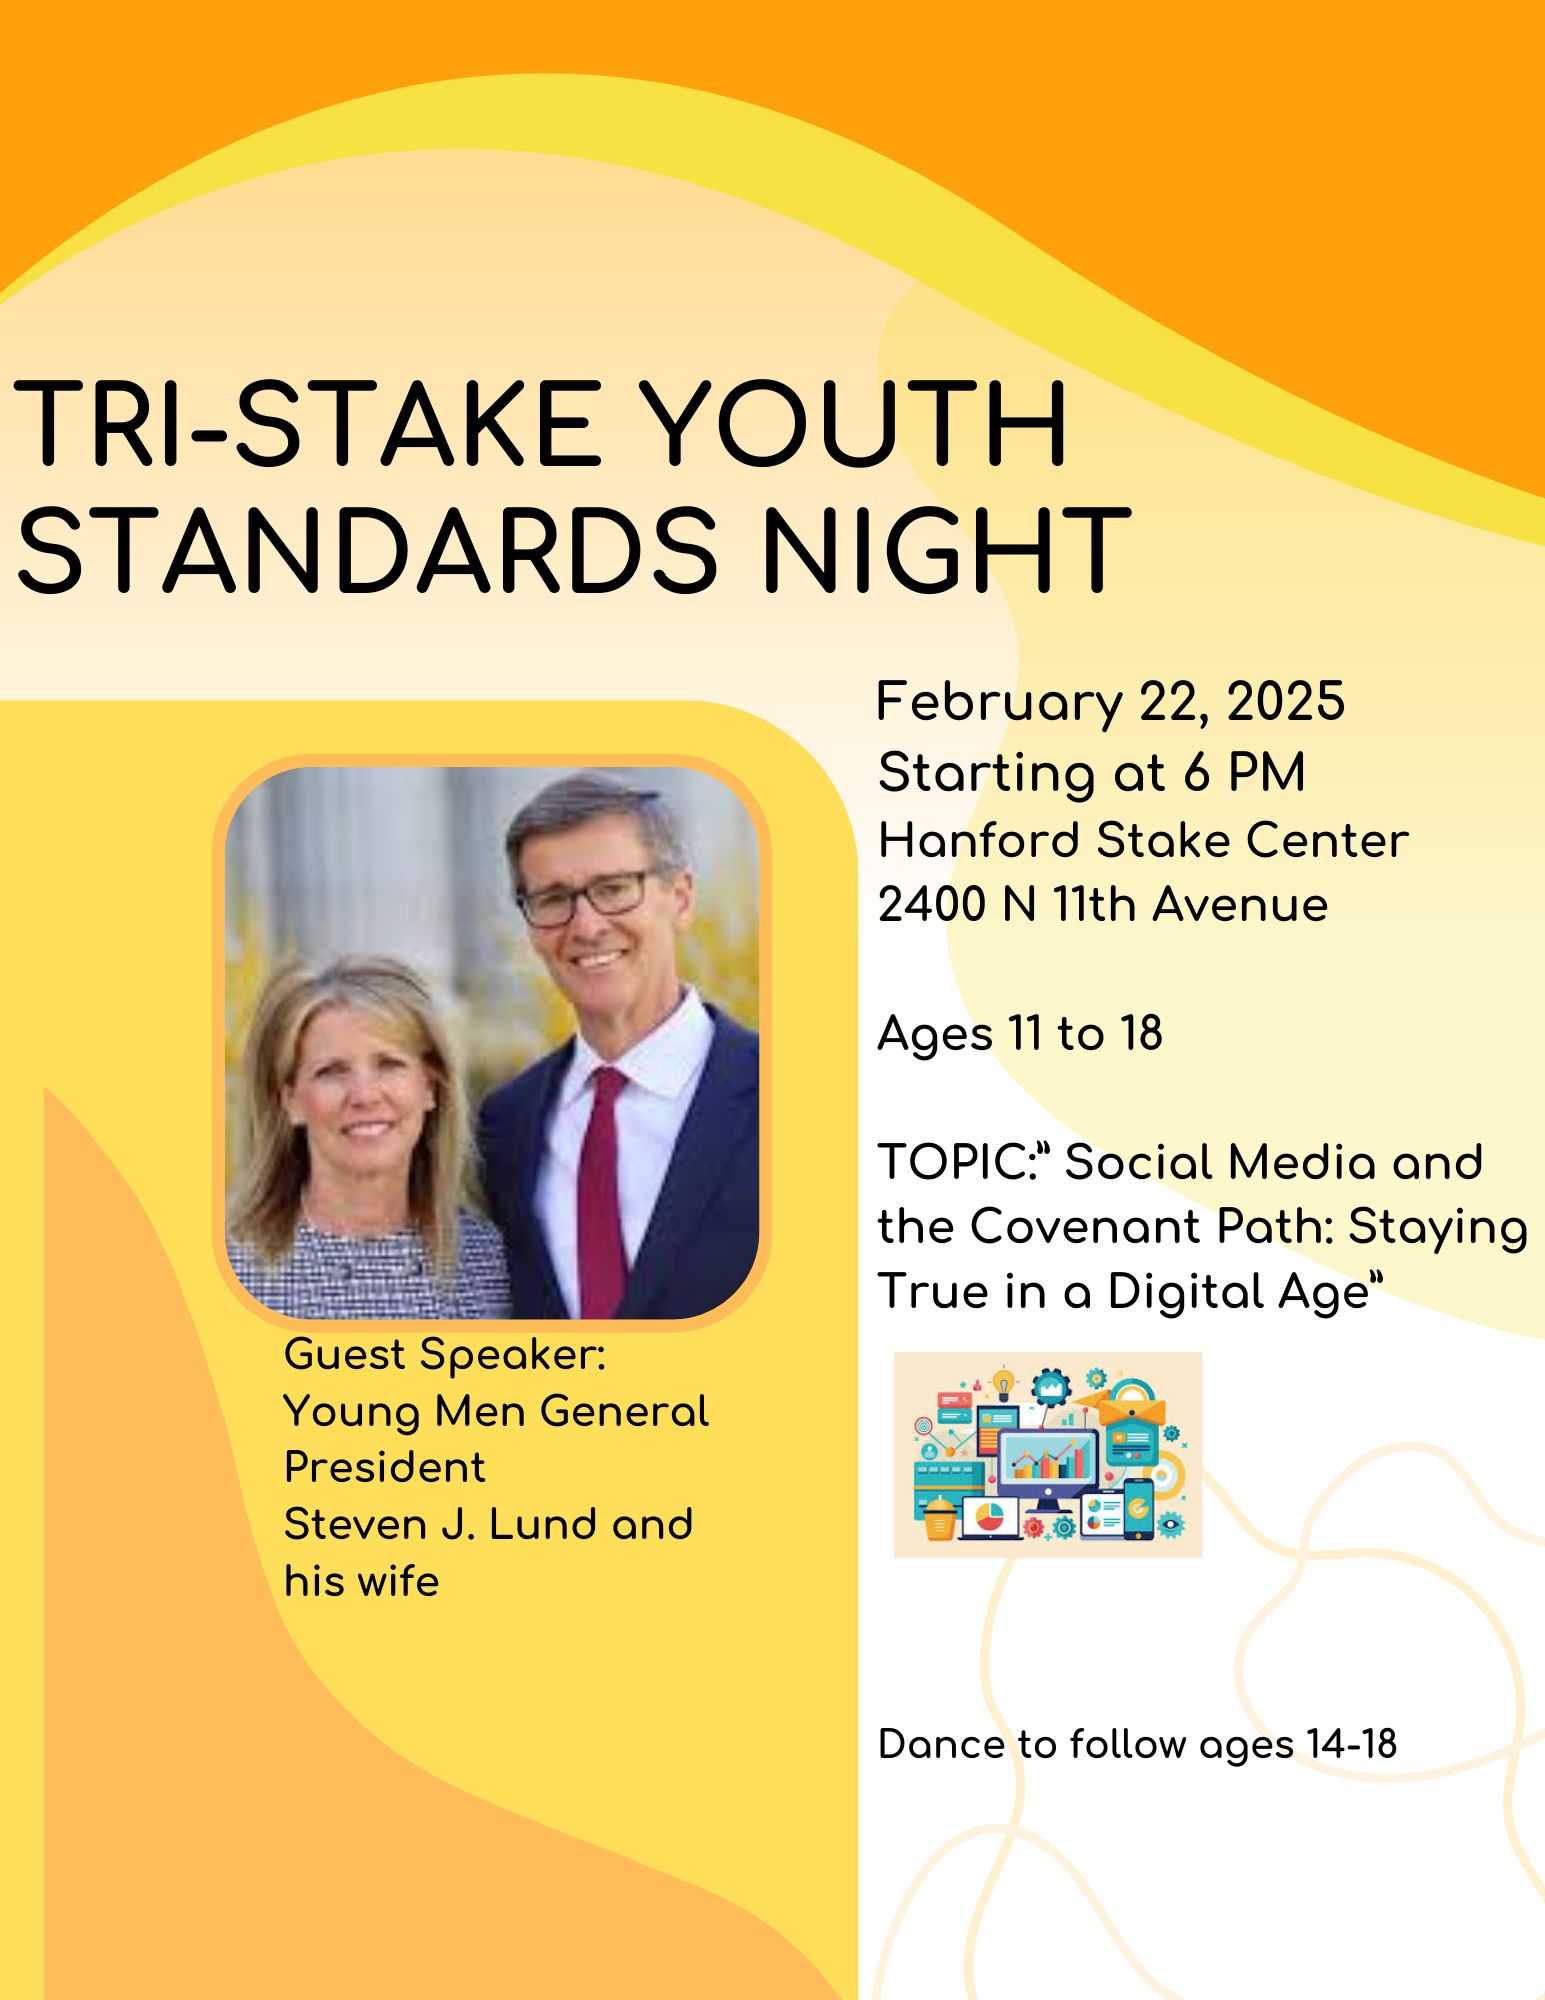 TRI-STAKE YOUTH
STANDARDS NIGHT
February 22, 2025
Starting at 6 PM
Hanford Stake Center
2400 N 11th Avenue
Ages 11 to 18
TOPIC:” Social Media and
the Covenant Path: Staying
True in a Digital Age”
Guest Speaker:
Young Men General
President
Steven J. Lund and
his wife
Dance to follow ages 14-18